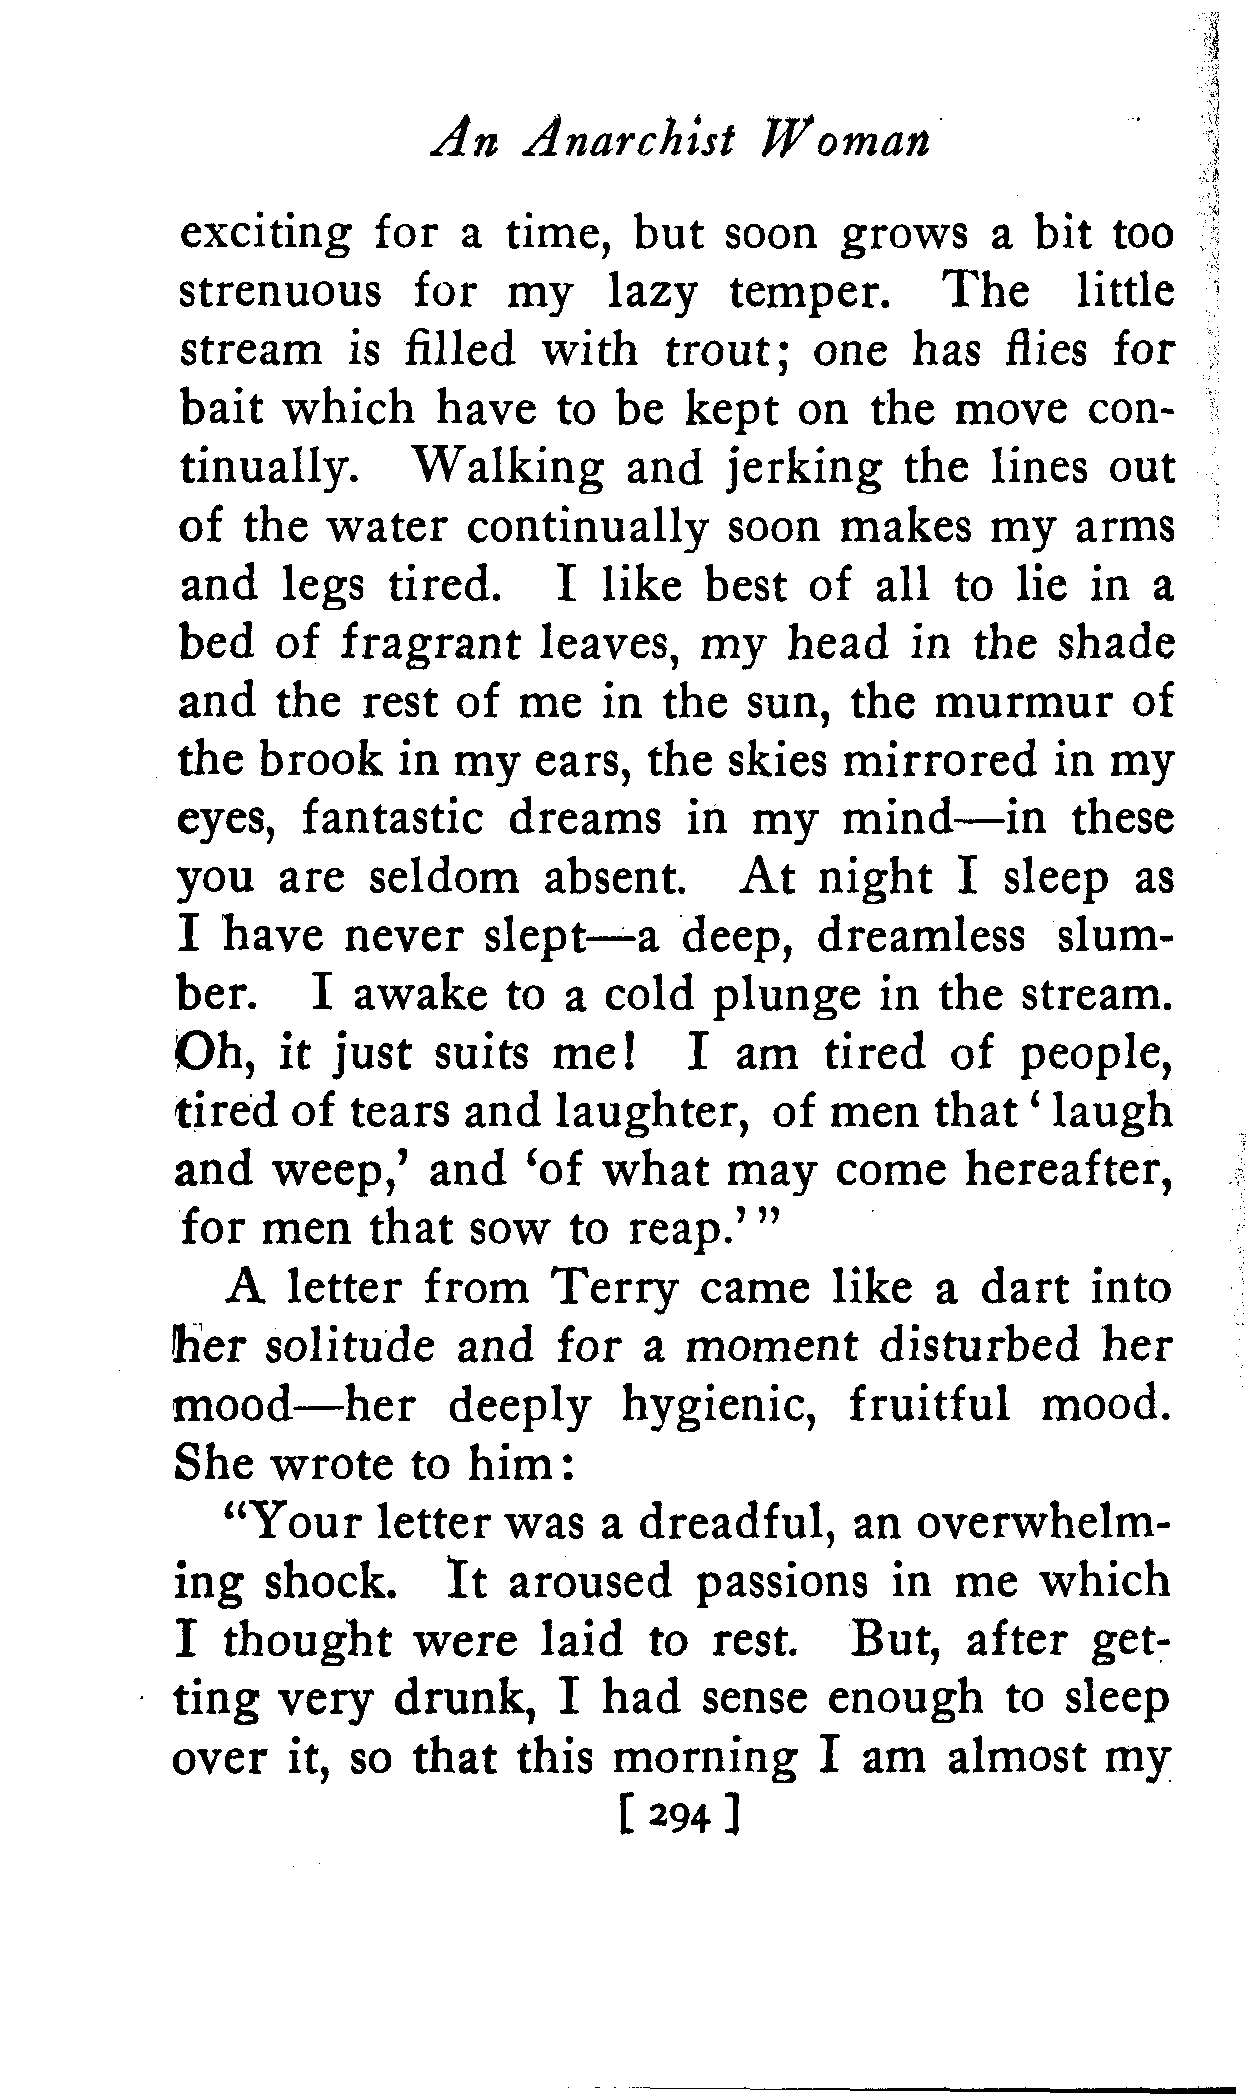 An Anarchist Woman
exciting for a time, but soon grows a bit too
strenuous for my lazy temper. The little
stream is filled with trout; one has flies for
bait which have to be kept on the move con-
tinually. Walking and jerking the lines out
of the water continually soon makes my arms
and legs tired. I like best of all to lie in a
bed of fragrant leaves, my head in the shade
and the rest of me in the sun, the murmur of
the brook in my ears, the skies mirrored in my
eyes, fantastic dreams in my mind—in these
you are seldom absent. At night I sleep as
I have never slept—a deep, dreamless slum-
ber. I awake to a cold plunge in the stream.
Oh, it just suits me! I am tired of people,
tired of tears and laughter, of men that ‘ laugh
and weep,’ and ‘of what may come hereafter,
for men that sow to reap.’ ”
A letter from Terry came like a dart into
her solitude and for a moment disturbed her
mood—her deeply hygienic, fruitful mood.
She wrote to him:
“Your letter was a dreadful, an overwhelm-
ing shock. It aroused passions in me which
I thought were laid to rest. But, after get-
ting very drunk, I had sense enough to sleep
over it, so that this morning I am almost my
[ 294 ]